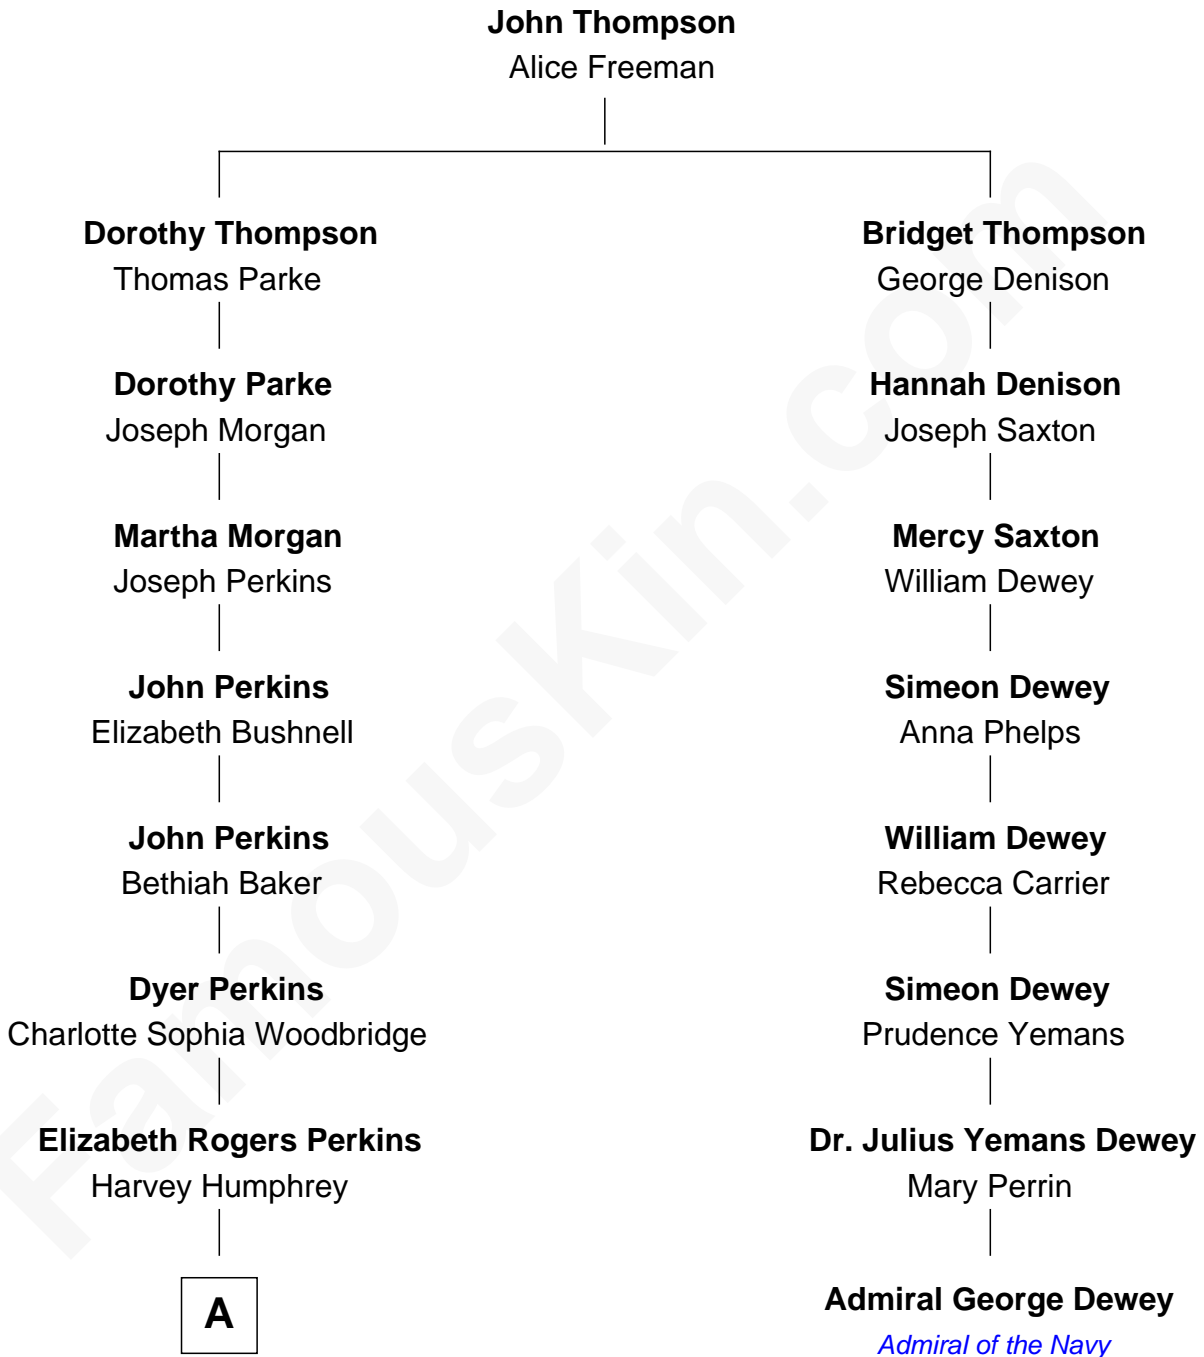 John Thompson
Alice Freeman
Dorothy Thompson
Thomas Parke
Bridget Thompson
George Denison
Dorothy Parke
Joseph Morgan
Hannah Denison
Joseph Saxton
Martha Morgan
Joseph Perkins
Mercy Saxton
William Dewey
John Perkins
Elizabeth Bushnell
Simeon Dewey
Anna Phelps
John Perkins
Bethiah Baker
William Dewey
Rebecca Carrier
Dyer Perkins
Charlotte Sophia Woodbridge
Simeon Dewey
Prudence Yemans
Elizabeth Rogers Perkins
Harvey Humphrey
Dr. Julius Yemans Dewey
Mary Perrin
A
Admiral George Dewey
Admiral of the Navy
FamousKin.com